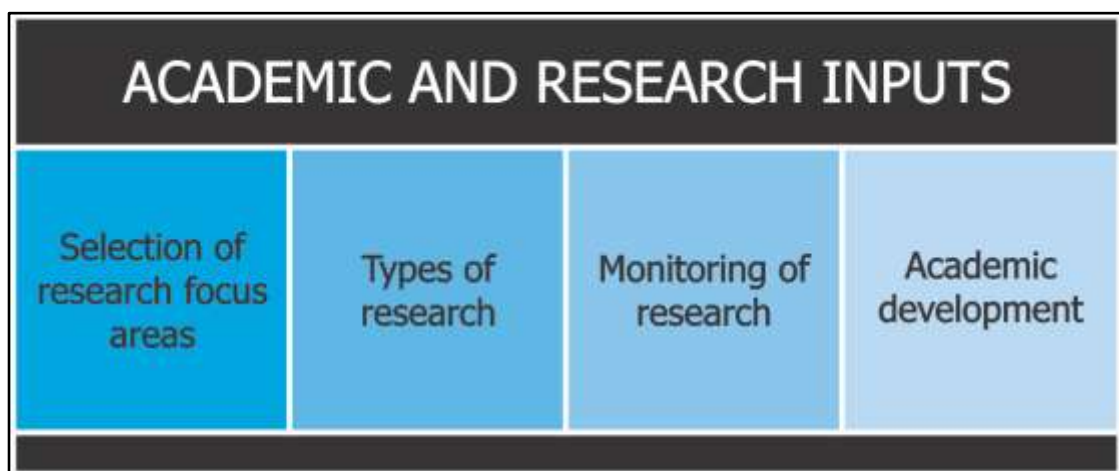 ACADEMIC AND RESEARCH INPUTS
Selection of
research focus
areas
Types of
research
Monitoring of
research
Academic
development